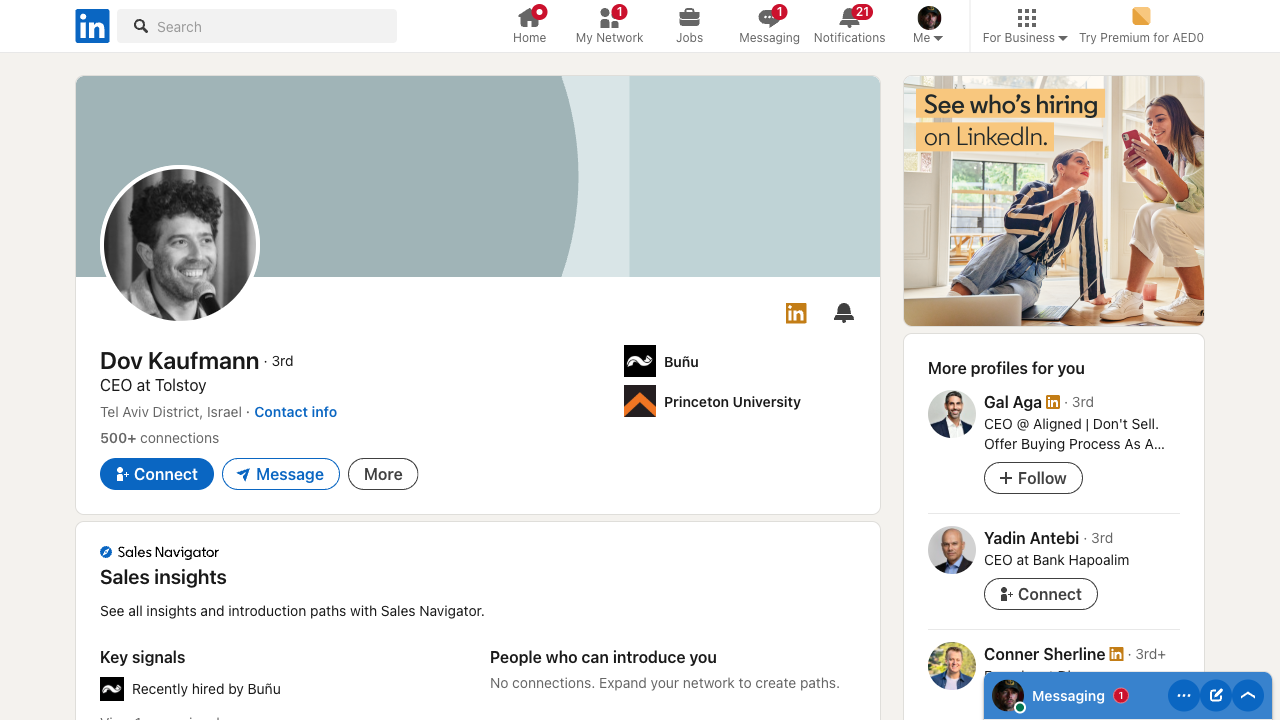 in
Search
Home
1
My Network
Jobs
1
Messaging
21
Notifications
Me
For Business
Try Premium for AED0
See who's hiring
on LinkedIn.
in
Dov Kaufmann · 3rd
CEO at Tolstoy
Tel Aviv District, Israel · Contact info
500+ connections
Connect
Message
More
Buñu
Princeton University
Sales Navigator
Sales insights
See all insights and introduction paths with Sales Navigator.
Key signals
Recently hired by Buñu
People who can introduce you
No connections. Expand your network to create paths.
More profiles for you
Gal Aga in · 3rd
CEO @ Aligned | Don't Sell.
Offer Buying Process As A...
Follow
Yadin Antebi · 3rd
CEO at Bank Hapoalim
Connect
Conner Sherline in · 3rd+
Messaging 1